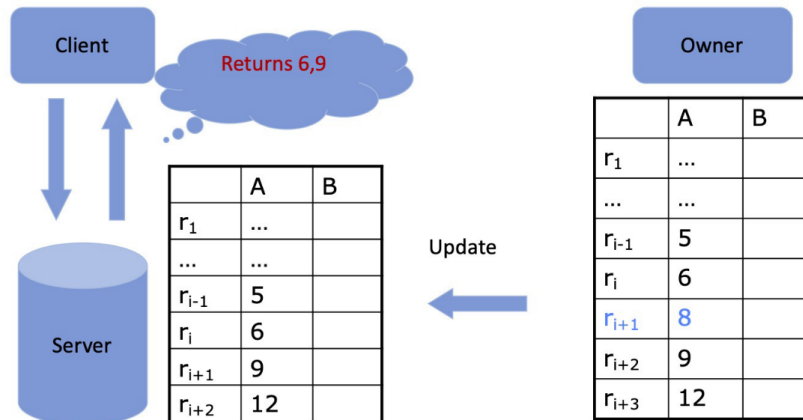 Client
Returns 6,9
Owner
A B
r1 ...
... ...
ri-1 5
ri 6
ri+1 9
ri+2 12
Server
Update
A B
r1 ...
... ...
ri-1 5
ri 6
ri+1 8
ri+2 9
ri+3 12